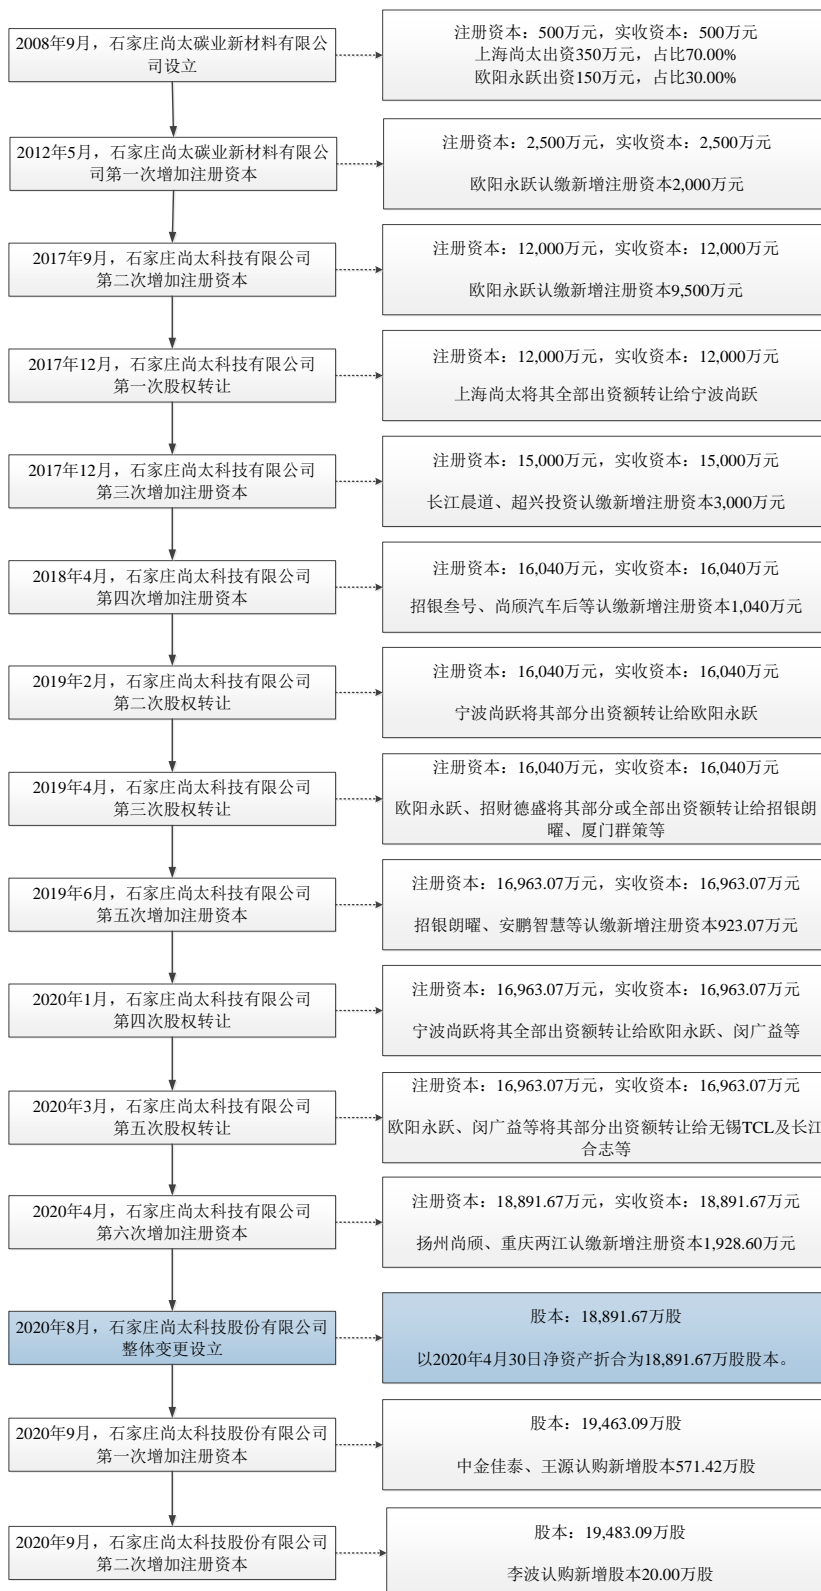 2008年9月，石家庄尚太碳业新材料有限公
司设立
注册资本：500万元，实收资本：500万元
上海尚太出资350万元，占比70.00%
欧阳永跃出资150万元，占比30.00%
2012年5月，石家庄尚太碳业新材料有限公
司第一次增加注册资本
注册资本：2,500万元，实收资本：2,500万元
欧阳永跃认缴新增注册资本2,000万元
2017年9月，石家庄尚太科技有限公司
第二次增加注册资本
注册资本：12,000万元，实收资本：12,000万元
欧阳永跃认缴新增注册资本9,500万元
2017年12月，石家庄尚太科技有限公司
第一次股权转让
注册资本：12,000万元，实收资本：12,000万元
上海尚太将其全部出资额转让给宁波尚跃
2017年12月，石家庄尚太科技有限公司
第三次增加注册资本
注册资本：15,000万元，实收资本：15,000万元
长江晨道、超兴投资认缴新增注册资本3,000万元
2018年4月，石家庄尚太科技有限公司
第四次增加注册资本
注册资本：16,040万元，实收资本：16,040万元
招银叁号、尚颀汽车后等认缴新增注册资本1,040万元
2019年2月，石家庄尚太科技有限公司
第二次股权转让
注册资本：16,040万元，实收资本：16,040万元
宁波尚跃将其部分出资额转让给欧阳永跃
2019年4月，石家庄尚太科技有限公司
第三次股权转让
注册资本：16,040万元，实收资本：16,040万元
欧阳永跃、招财德盛将其部分或全部出资额转让给招银朗
曜、厦门群策等
2019年6月，石家庄尚太科技有限公司
第五次增加注册资本
注册资本：16,963.07万元，实收资本：16,963.07万元
招银朗曜、安鹏智慧等认缴新增注册资本923.07万元
2020年1月，石家庄尚太科技有限公司
第四次股权转让
注册资本：16,963.07万元，实收资本：16,963.07万元
宁波尚跃将其全部出资额转让给欧阳永跃、闵广益等
2020年3月，石家庄尚太科技有限公司
第五次股权转让
注册资本：16,963.07万元，实收资本：16,963.07万元
欧阳永跃、闵广益等将其部分出资额转让给无锡TCL及长江
合志等
2020年4月，石家庄尚太科技有限公司
第六次增加注册资本
注册资本：18,891.67万元，实收资本：18,891.67万元
扬州尚颀、重庆两江认缴新增注册资本1,928.60万元
2020年8月，石家庄尚太科技股份有限公司
整体变更设立
股本：18,891.67万股
以2020年4月30日净资产折合为18,891.67万股股本。
2020年9月，石家庄尚太科技股份有限公司
第一次增加注册资本
股本：19,463.09万股
中金佳泰、王源认购新增股本571.42万股
2020年9月，石家庄尚太科技股份有限公司
第二次增加注册资本
股本：19,483.09万股
李波认购新增股本20.00万股